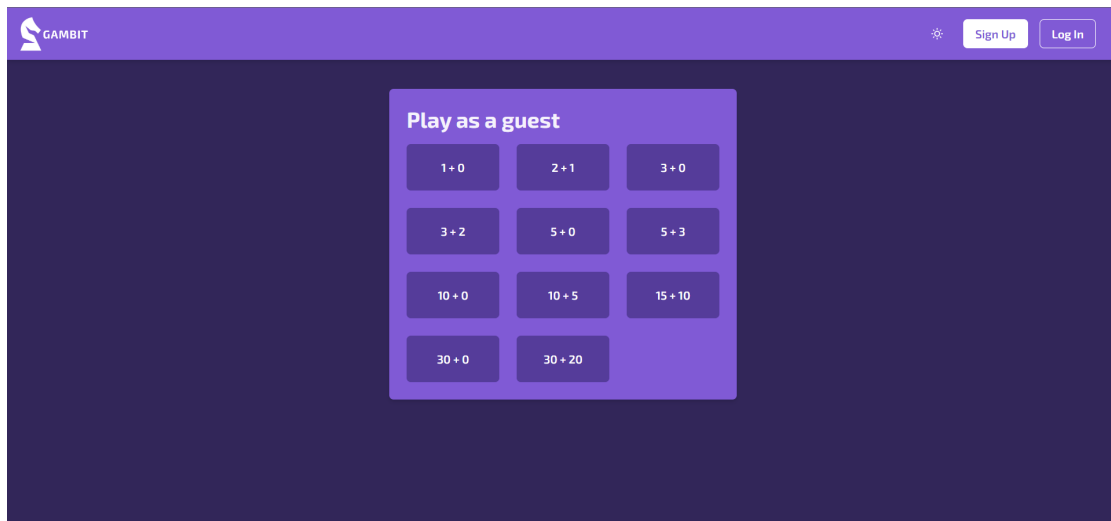 GAMBIT
Sign Up
Log In
Play as a guest
1 + 0
2 + 1
3 + 0
3 + 2
5 + 0
5 + 3
10 + 0
10 + 5
15 + 10
30 + 0
30 + 20